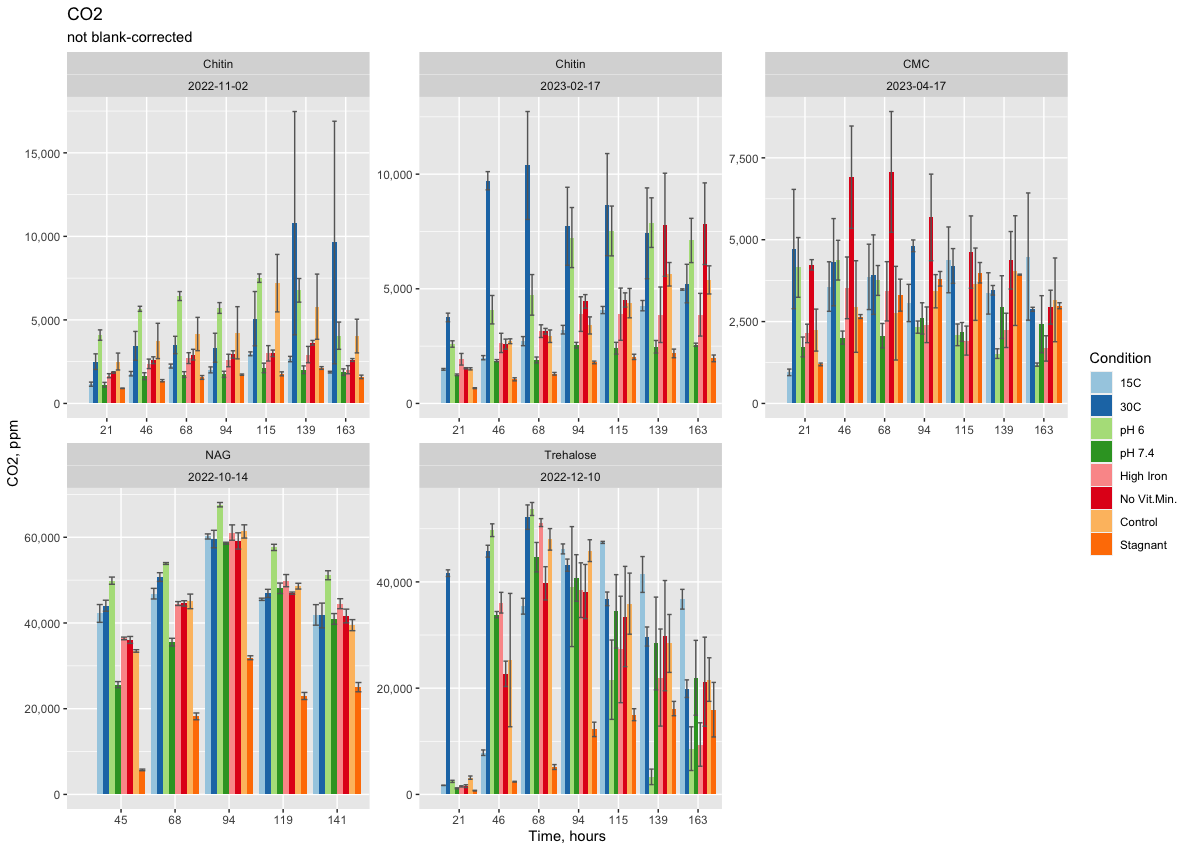 CO2
not blank-corrected
Chitin
2022-11-02
Chitin
2023-02-17
CMC
2023-04-17
15,000
10,000
5,000
0
10,000
5,000
0
7,500
5,000
2,500
0
21 46 68 94 115 139 163
21 46 68 94 115 139 163
21 46 68 94 115 139 163
NAG
2022-10-14
Trehalose
2022-12-10
60,000
40,000
20,000
0
40,000
20,000
0
45 68 94 119 141
21 46 68 94 115 139 163
CO2, ppm
Time, hours
Condition
15C
30C
pH 6
pH 7.4
High Iron
No Vit.Min.
Control
Stagnant